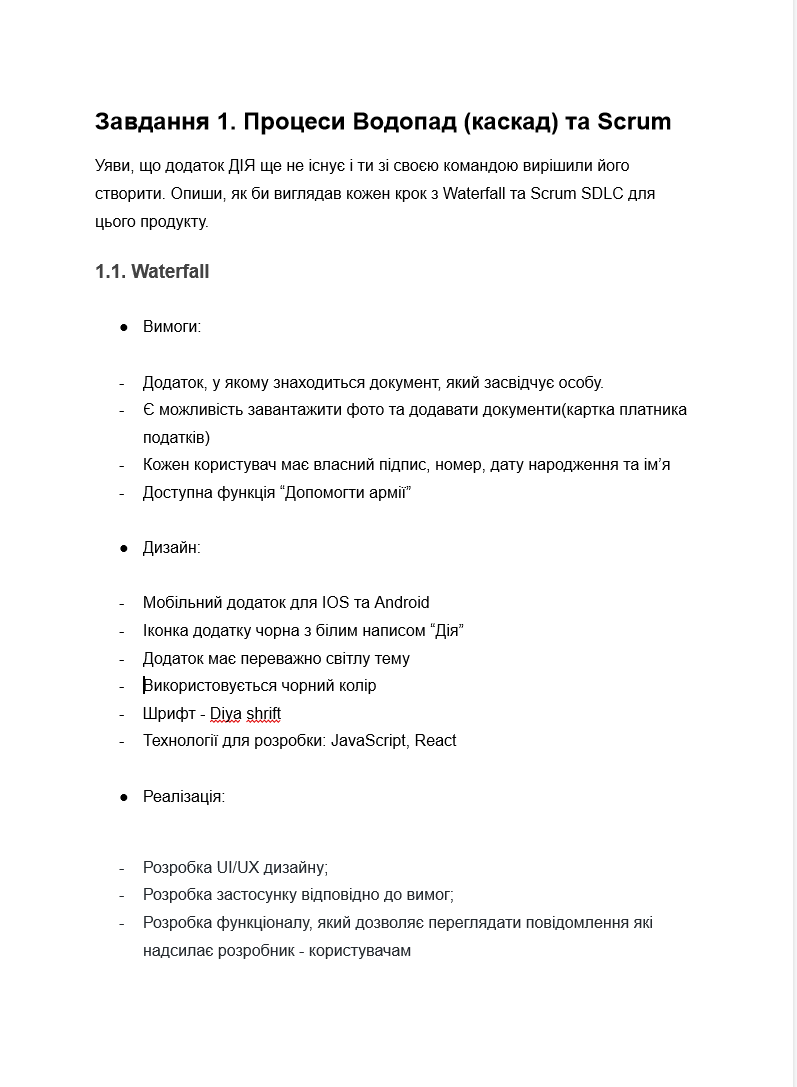 Завдання 1. Процеси Водопад (каскад) та Scrum
Уяви, що додаток ДІЯ ще не існує і ти зі своєю командою вирішили його
створити. Опиши, як би виглядав кожен крок з Waterfall та Scrum SDLC для
цього продукту.
1.1. Waterfall
● Вимоги:
- Додаток, у якому знаходиться документ, який засвідчує особу.
- Є можливість завантажити фото та додавати документи(картка платника
податків)
- Кожен користувач має власний підпис, номер, дату народження та ім’я
- Доступна функція “Допомогти армії”
● Дизайн:
- Мобільний додаток для IOS та Android
- Іконка додатку чорна з білим написом “Дія”
- Додаток має переважно світлу тему
- Використовується чорний колір
- Шрифт - Diya shrift
- Технології для розробки: JavaScript, React
● Реалізація:
- Розробка UI/UX дизайну;
- Розробка застосунку відповідно до вимог;
- Розробка функціоналу, який дозволяє переглядати повідомлення які
надсилає розробник - користувачам